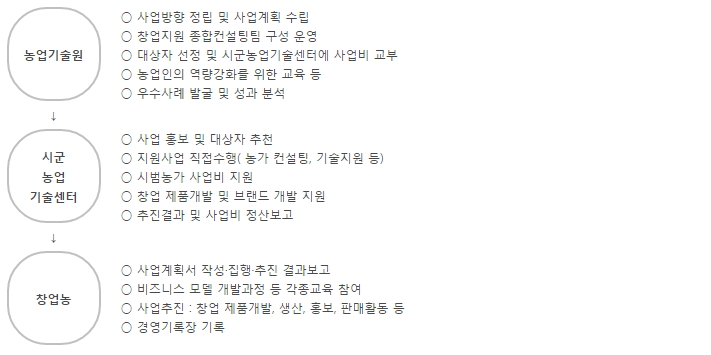 농업기술원
○ 사업방향 정립 및 사업계획 수립
○ 창업지원 종합컨설팅팀 구성 운영
○ 대상자 선정 및 시군농업기술센터에 사업비 교부
○ 농업인의 역량강화를 위한 교육 등
○ 우수사례 발굴 및 성과 분석
↓
시군
농업
기술센터
○ 사업 홍보 및 대상자 추천
○ 지원사업 직접수행( 농가 컨설팅, 기술지원 등)
○ 시범농가 사업비 지원
○ 창업 제품개발 및 브랜드 개발 지원
○ 추진결과 및 사업비 정산보고
↓
창업농
○ 사업계획서 작성·집행·추진 결과보고
○ 비즈니스 모델 개발과정 등 각종교육 참여
○ 사업추진 : 창업 제품개발, 생산, 홍보, 판매활동 등
○ 경영기록장 기록